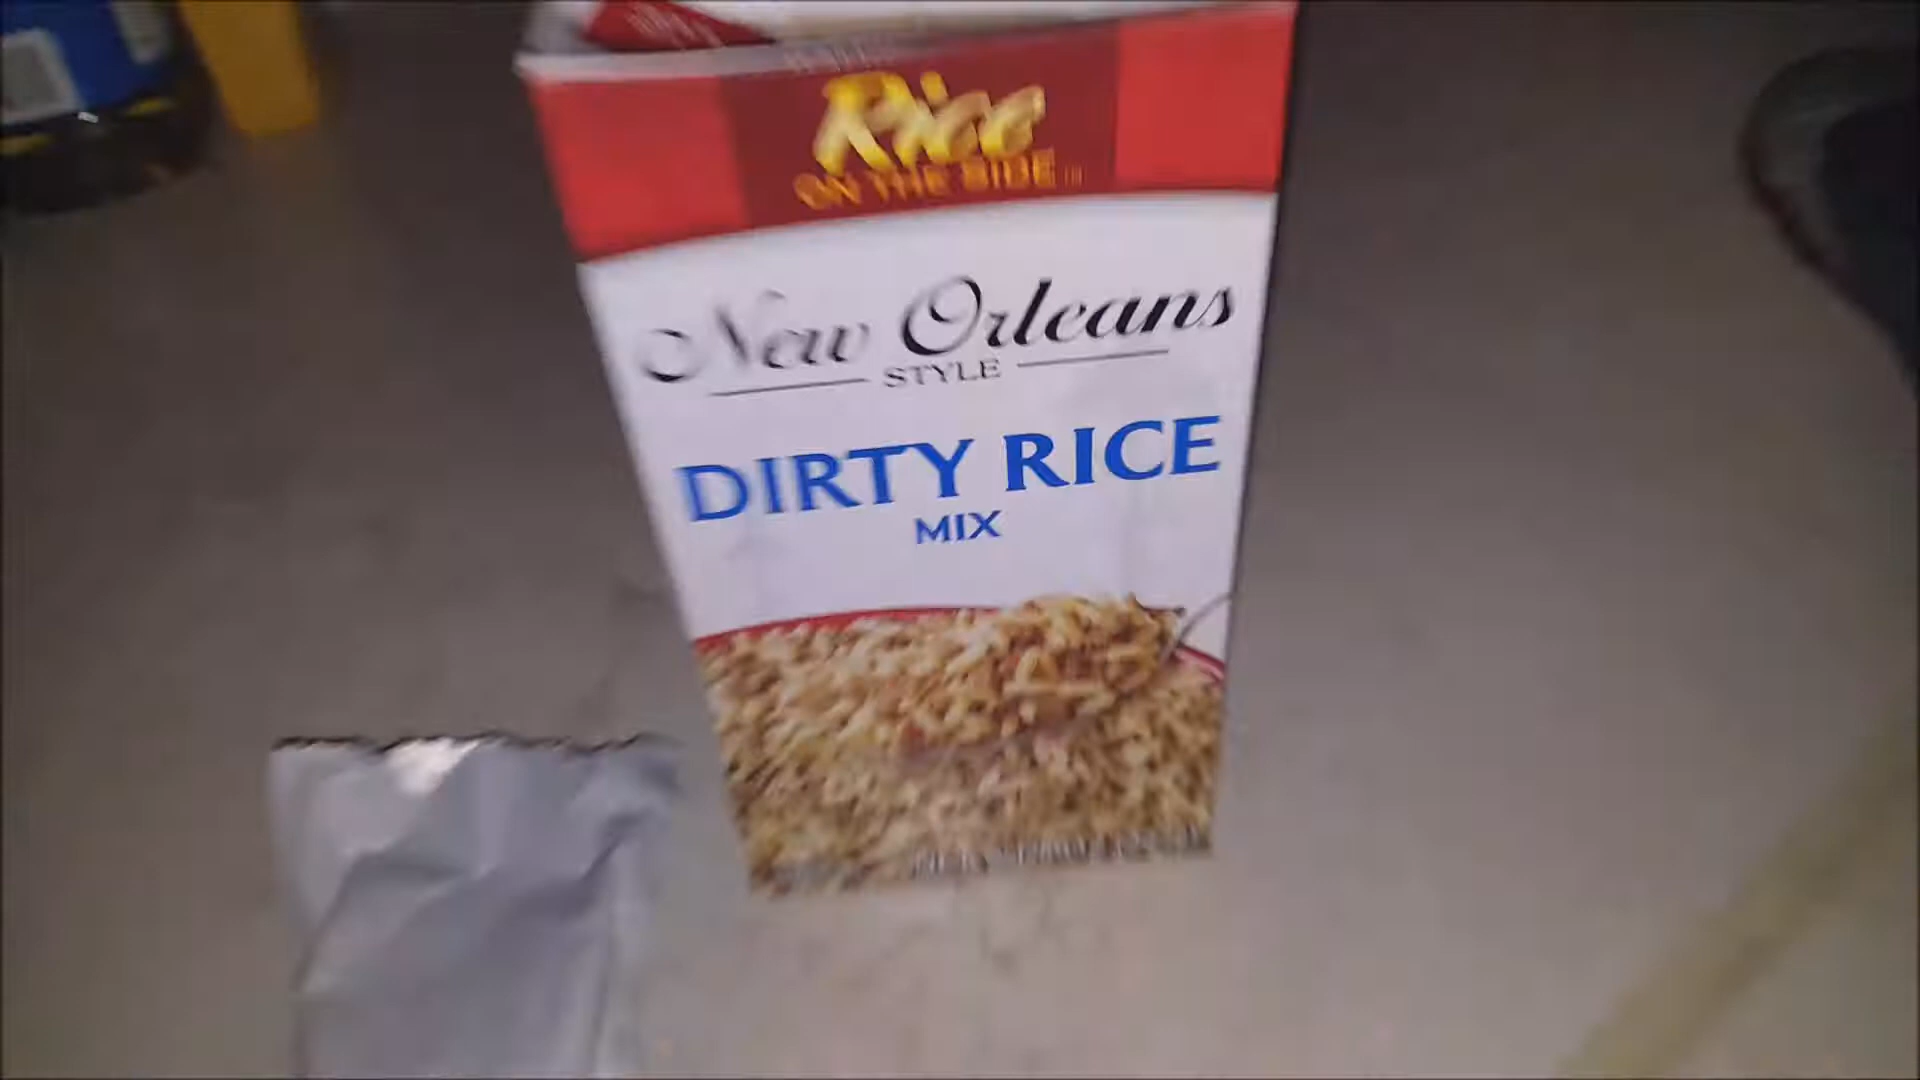 Rice
ON THE SIDE
New Orleans
STYLE
DIRTY RICE
MIX